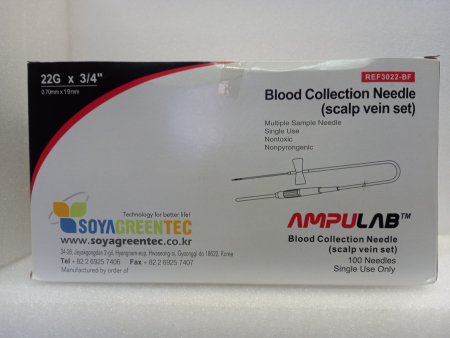 22G x 3/4"
0.70mm x 19mm
REF3022-BF
Blood Collection Needle
(scalp vein set)
Multiple Sample Needle
Single Use
Nontoxic
Nonpyrongenic
Technology for better life!
SOYAGREENTEC
www.soyagreentec.co.kr
Tel + 82 2 6925 7406 Fax + 82 2 6925 7407
Manufactured by order of
AMPULAB™
Blood Collection Needle
(scalp vein set)
100 Needles
Single Use Only